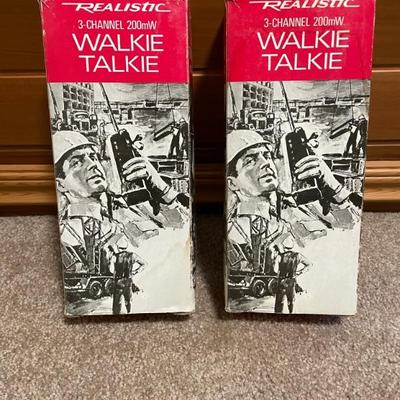 REALISTIC
3-CHANNEL 200mW
WALKIE
TALKIE
REALISTIC
3-CHANNEL 200mW
WALKIE
TALKIE